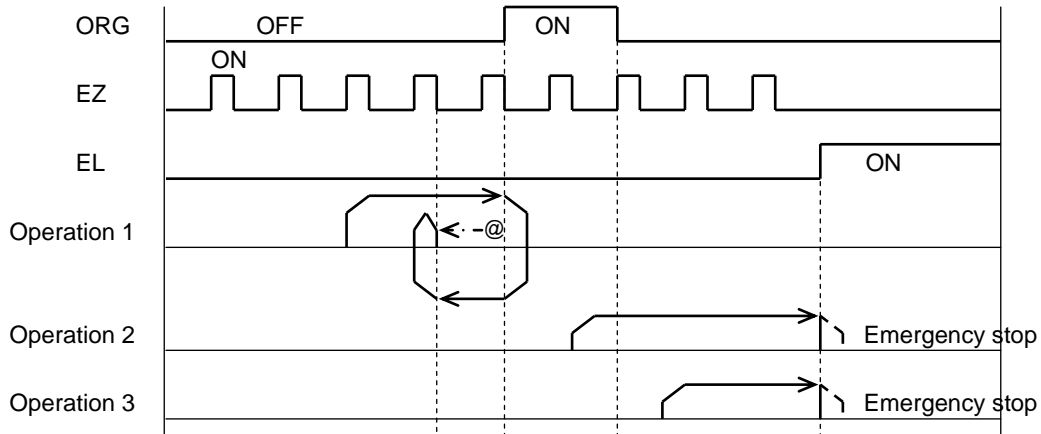 ORG OFF ON
ON
EZ
EL ON
Operation 1 @
Operation 2 Emergency stop
Operation 3 Emergency stop